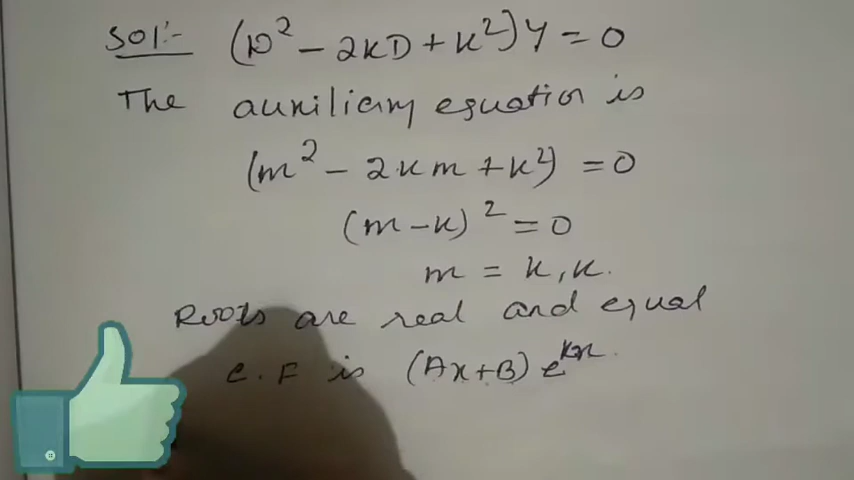 Sol:- (D² - 2kD + k²)y = 0
The auxiliary equation is
(m² - 2km + k²) = 0
(m - k)² = 0
m = k, k.
Roots are real and equal
C.F is (Ax + B) e^kx.